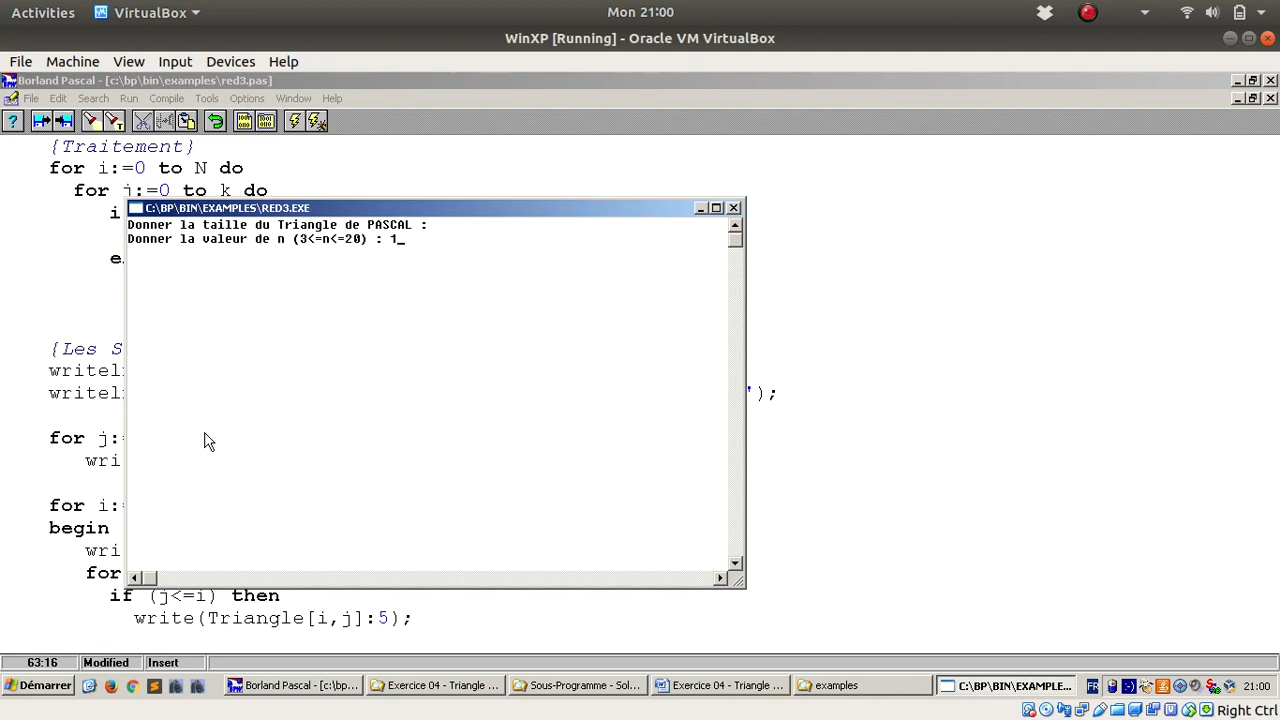 Activities VirtualBox Mon 21:00
WinXP [Running] - Oracle VM VirtualBox
File Machine View Input Devices Help
Borland Pascal - [c:\bp\bin\examples\red3.pas]
File Edit Search Run Compile Tools Options Window Help
{Traitement}
for i:=0 to N do
for j:=0 to k do
C:\BP\BIN\EXAMPLES\RED3.EXE
Donner la taille du Triangle de PASCAL :
Donner la valeur de n (3<=n<=20) : 1_
{Les S
writel
writel ');
for j:
wri
for i:
begin
wri
for
if (j<=i) then
write(Triangle[i,j]:5);
63:16 Modified Insert
Démarrer Borland Pascal - [c:\bp... Exercice 04 - Triangle ... Sous-Programme - Sol... Exercice 04 - Triangle ... examples C:\BP\BIN\EXAMPLE... FR 21:00
Right Ctrl